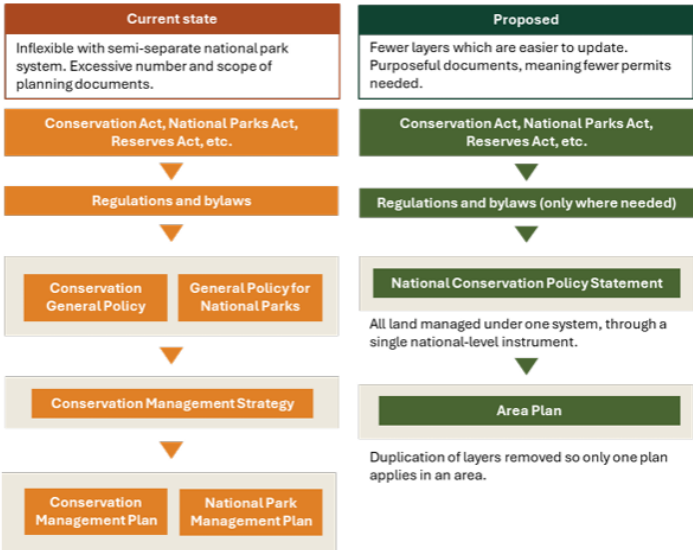 Current state
Inflexible with semi-separate national park
system. Excessive number and scope of
planning documents.
Conservation Act, National Parks Act,
Reserves Act, etc.
Regulations and bylaws
Conservation
General Policy
General Policy for
National Parks
Conservation Management Strategy
Conservation
Management Plan
National Park
Management Plan
Proposed
Fewer layers which are easier to update.
Purposeful documents, meaning fewer permits
needed.
Conservation Act, National Parks Act,
Reserves Act, etc.
Regulations and bylaws (only where needed)
National Conservation Policy Statement
All land managed under one system, through a
single national-level instrument.
Area Plan
Duplication of layers removed so only one plan
applies in an area.